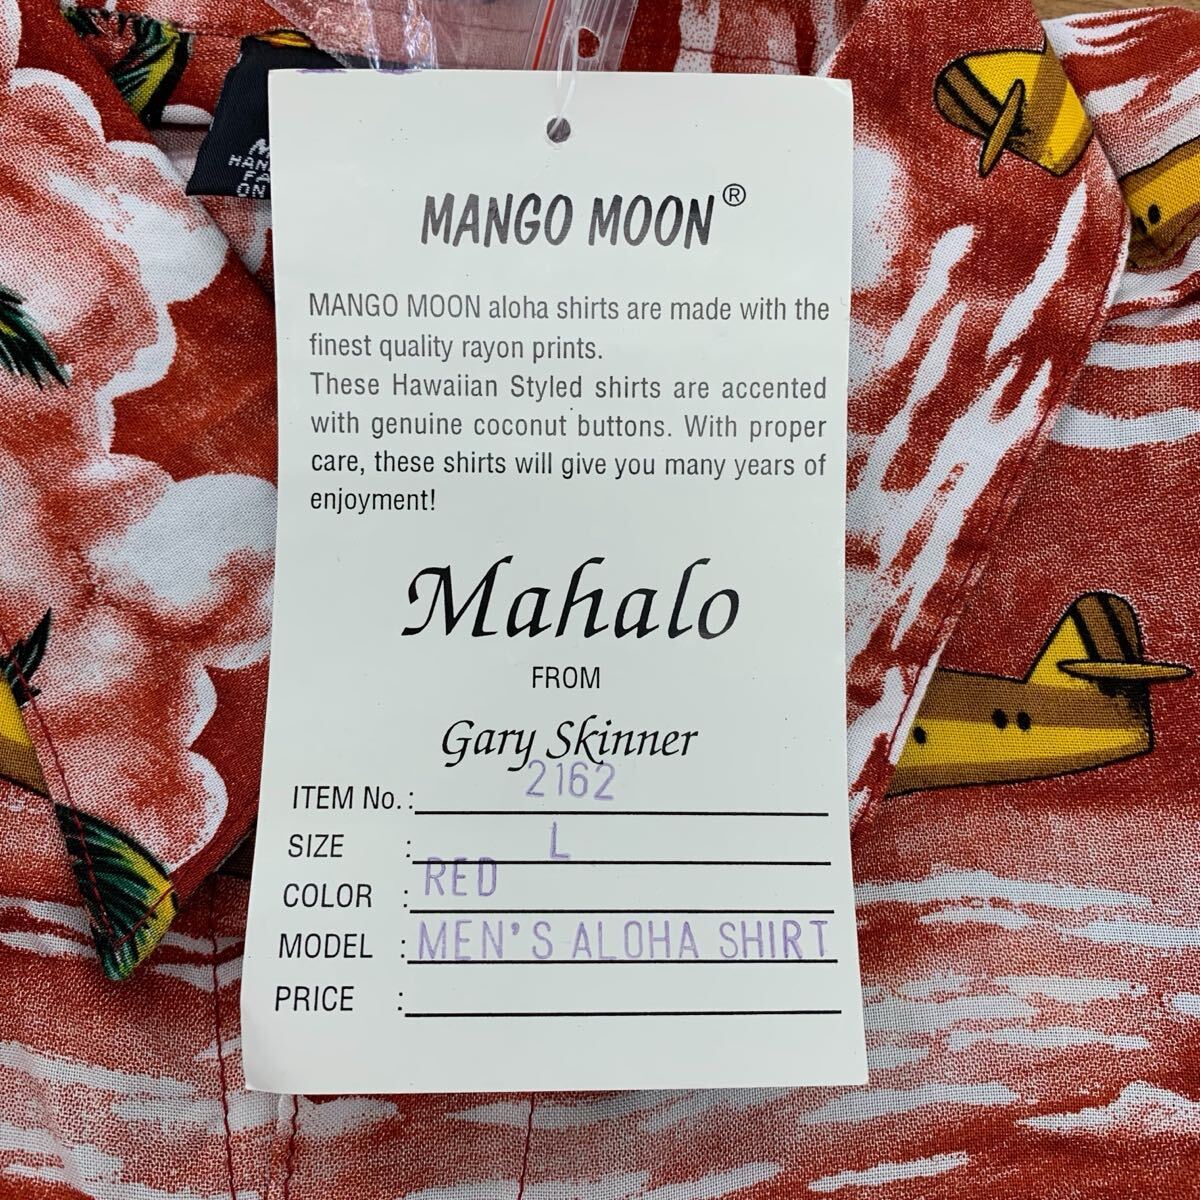 MANGO MOON®
MANGO MOON aloha shirts are made with the
finest quality rayon prints.
These Hawaiian Styled shirts are accented
with genuine coconut buttons. With proper
care, these shirts will give you many years of
enjoyment!
Mahalo
FROM
Gary Skinner
ITEM No.: 2162
SIZE : L
COLOR : RED
MODEL : MEN'S ALOHA SHIRT
PRICE :
ON